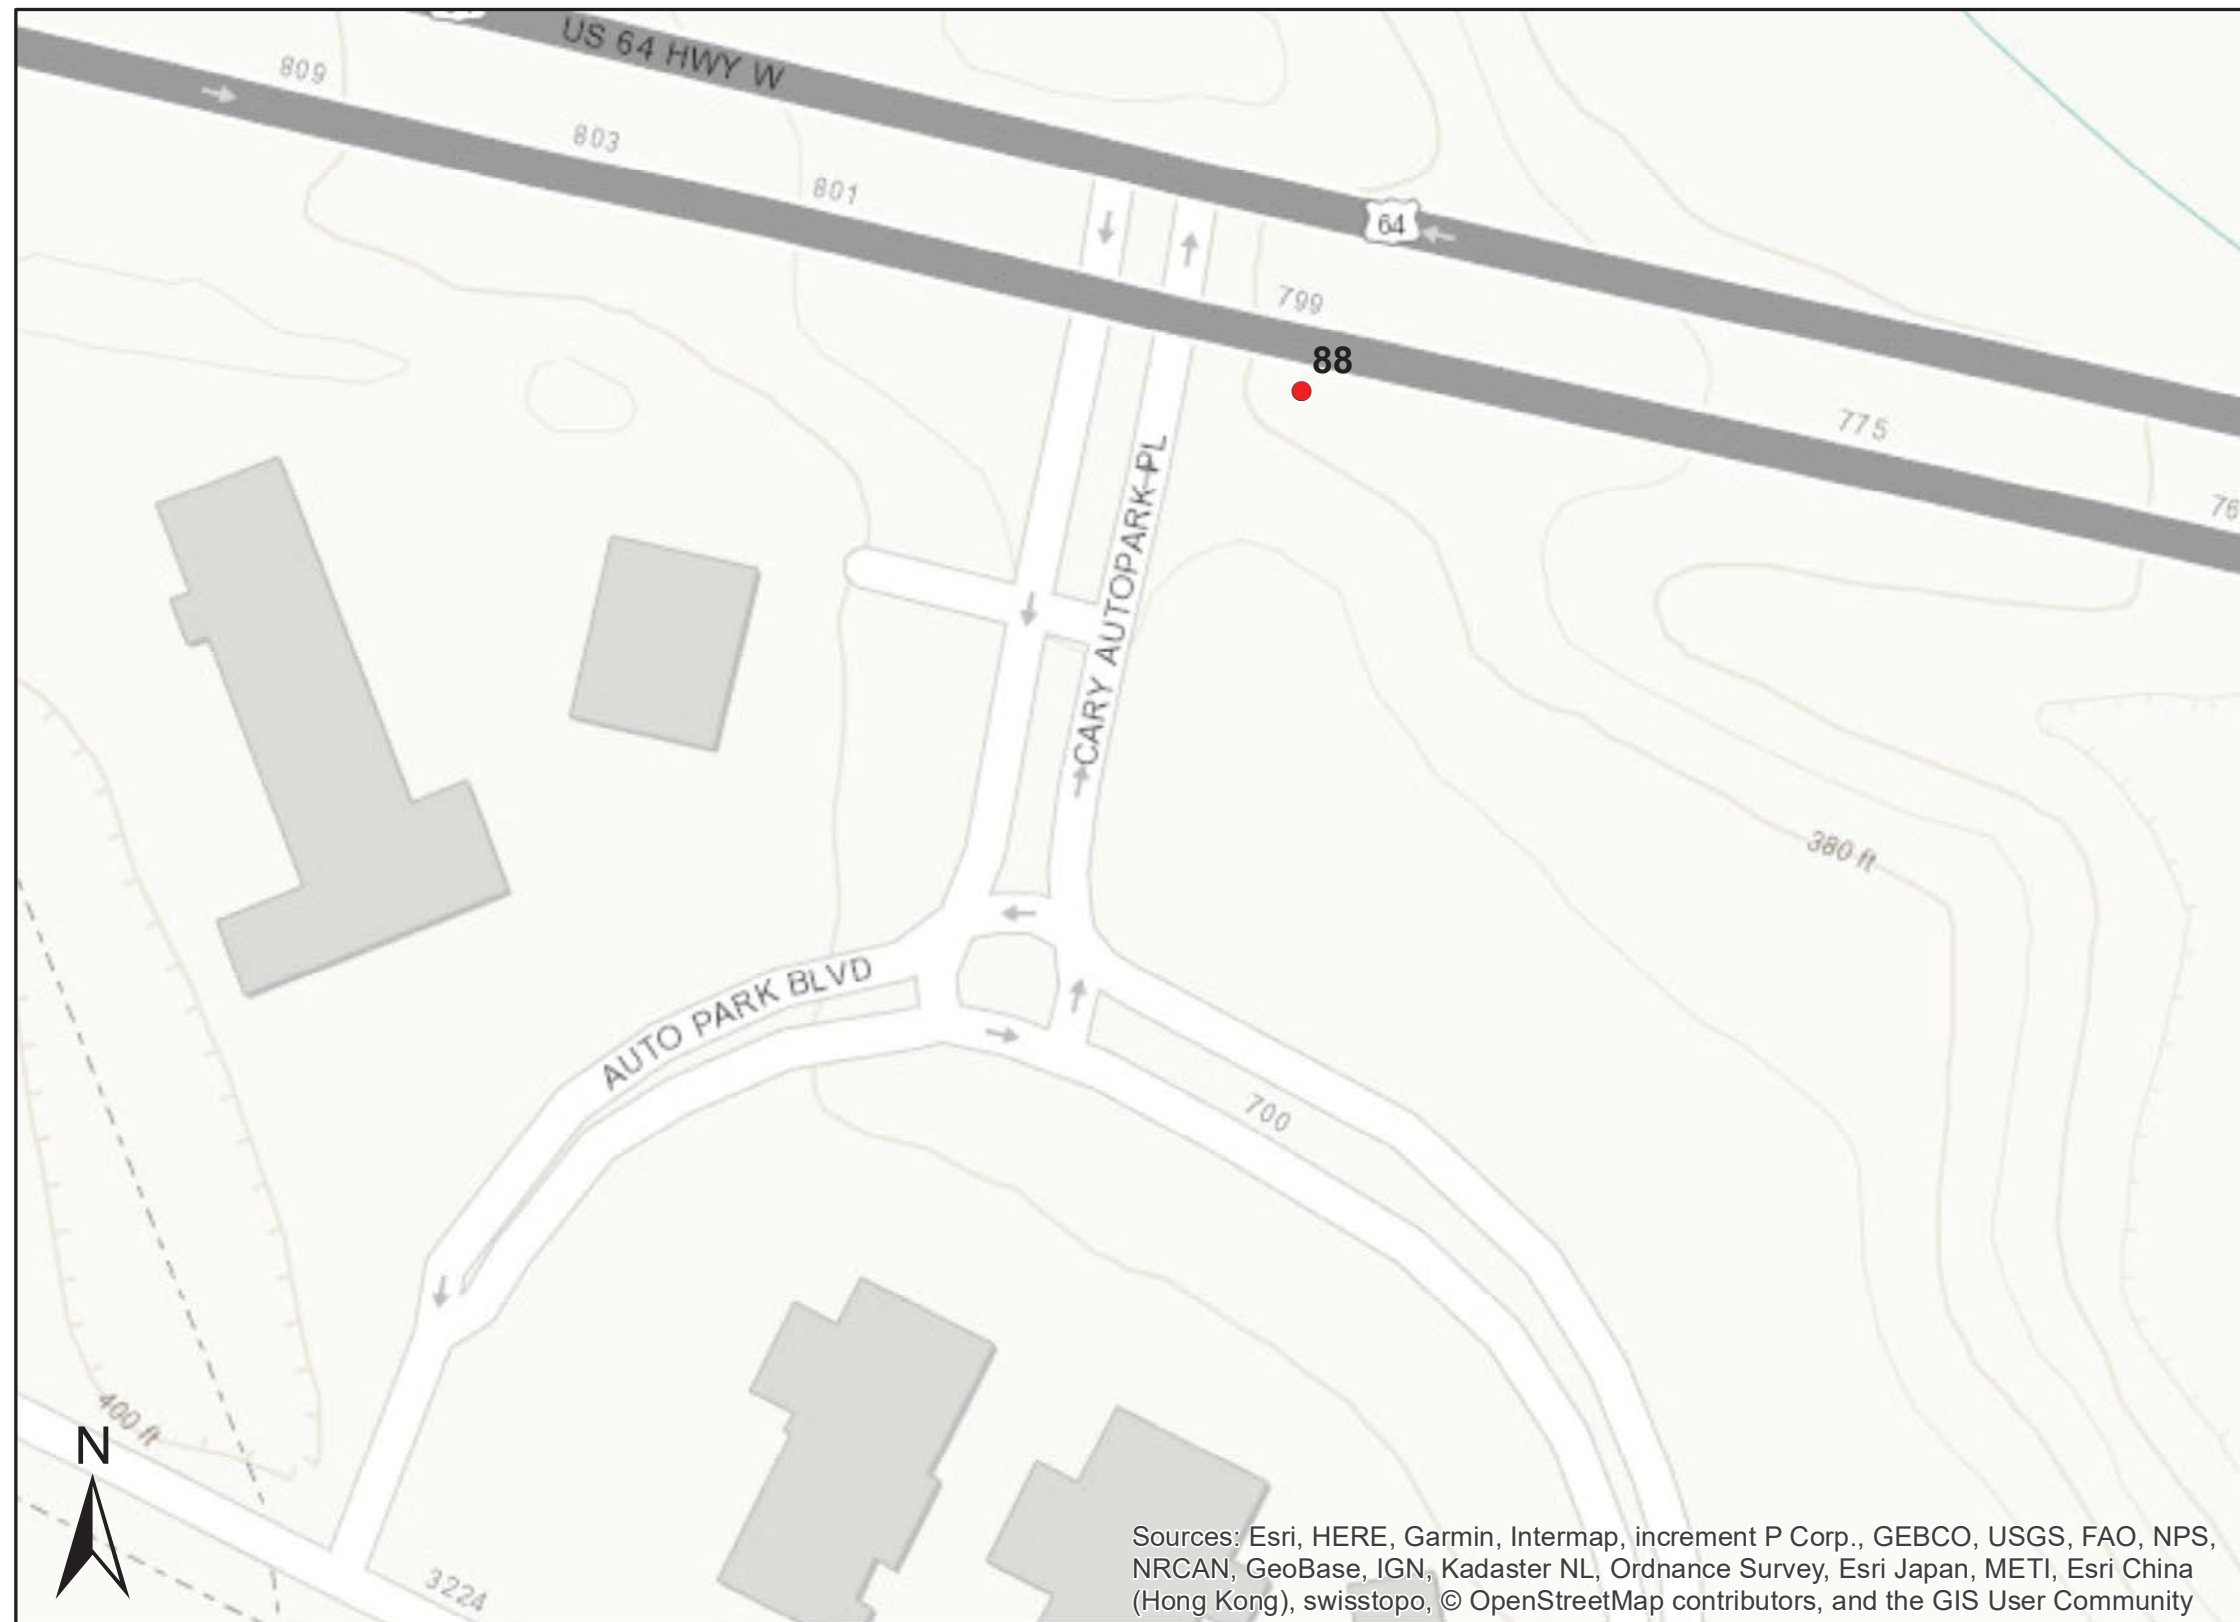 US 64 HWY W
809
803
801
64
799
88
775
76
CARY AUTOPARK PL
380 ft
AUTO PARK BLVD
700
400 ft
N
3224
Sources: Esri, HERE, Garmin, Intermap, increment P Corp., GEBCO, USGS, FAO, NPS,
NRCAN, GeoBase, IGN, Kadaster NL, Ordnance Survey, Esri Japan, METI, Esri China
(Hong Kong), swisstopo, © OpenStreetMap contributors, and the GIS User Community